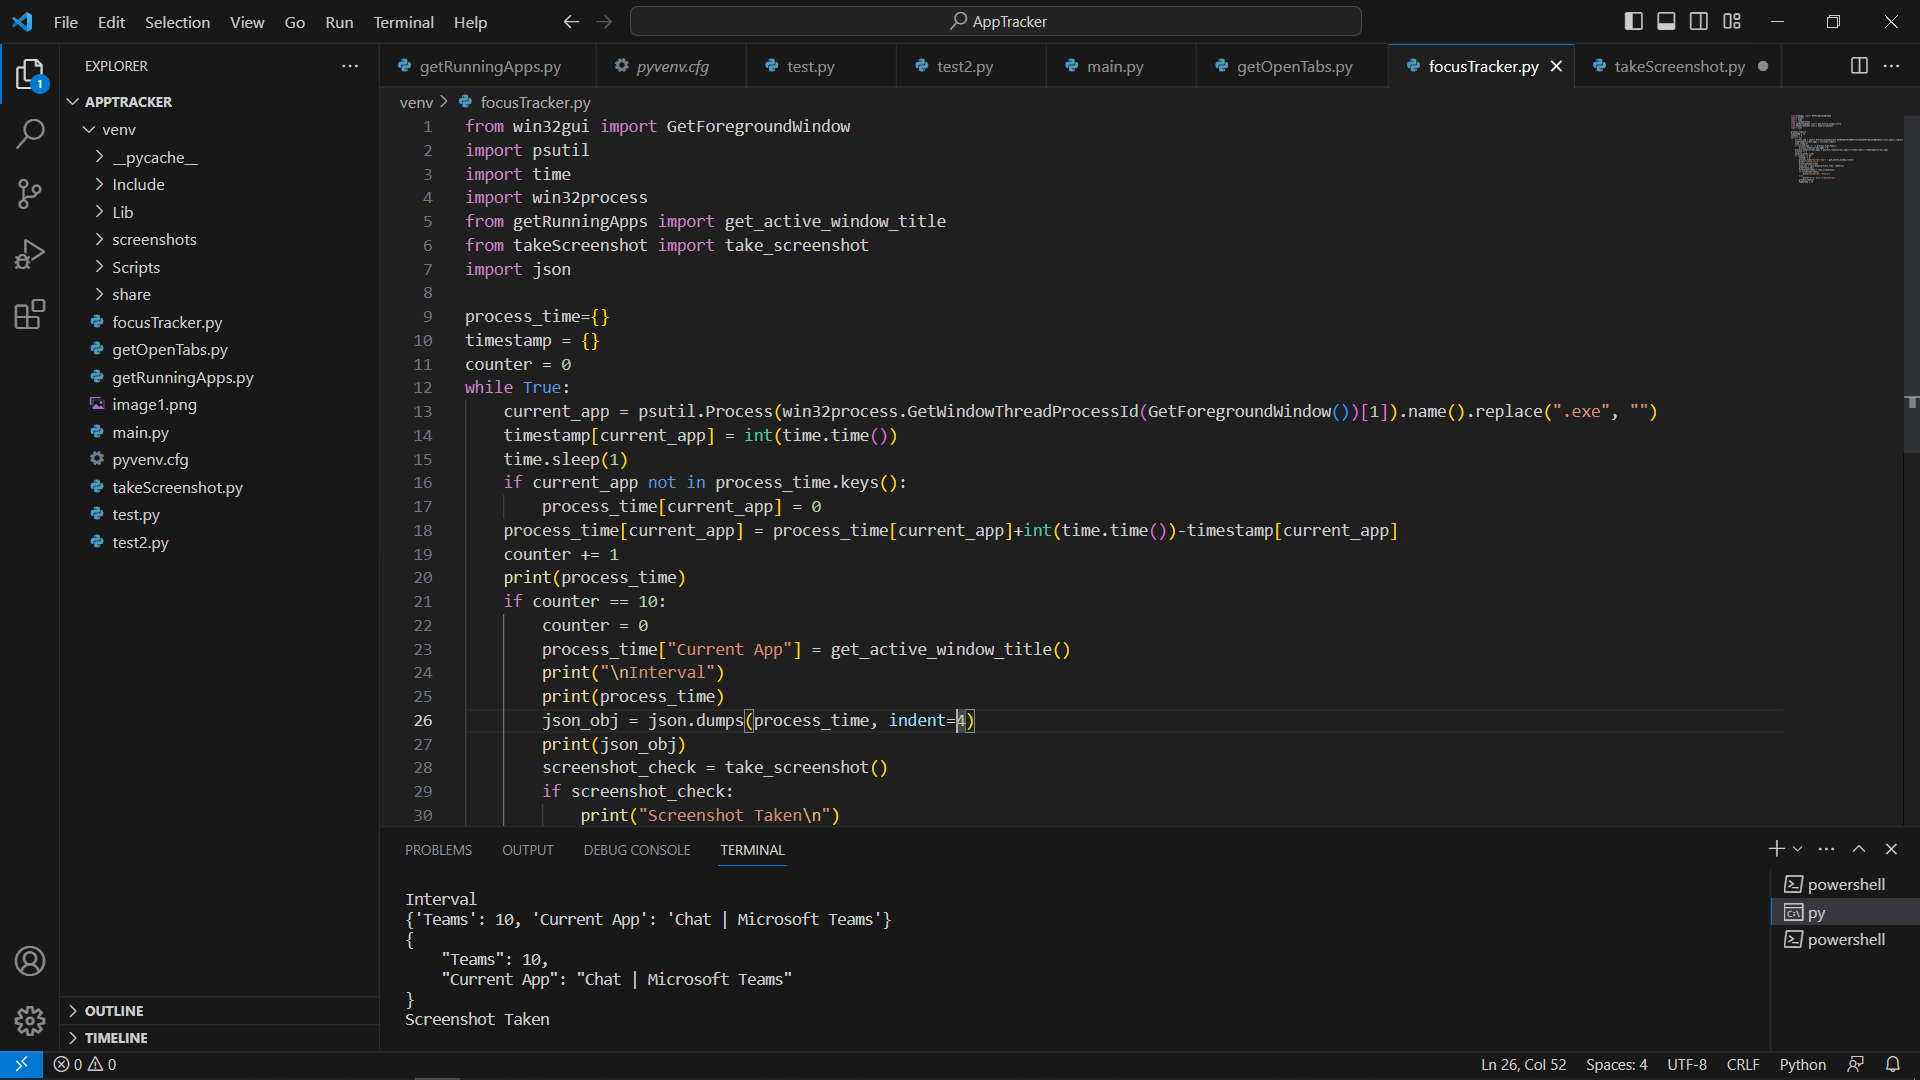 File Edit Selection View Go Run Terminal Help
AppTracker
EXPLORER
getRunningApps.py pyvenv.cfg test.py test2.py main.py getOpenTabs.py focusTracker.py takeScreenshot.py
1
APPTRACKER
venv
__pycache__
Include
Lib
screenshots
Scripts
share
focusTracker.py
getOpenTabs.py
getRunningApps.py
image1.png
main.py
pyvenv.cfg
takeScreenshot.py
test.py
test2.py
OUTLINE
TIMELINE
venv > focusTracker.py
1 from win32gui import GetForegroundWindow
2 import psutil
3 import time
4 import win32process
5 from getRunningApps import get_active_window_title
6 from takeScreenshot import take_screenshot
7 import json
8
9 process_time={}
10 timestamp = {}
11 counter = 0
12 while True:
13 current_app = psutil.Process(win32process.GetWindowThreadProcessId(GetForegroundWindow())[1]).name().replace(".exe", "")
14 timestamp[current_app] = int(time.time())
15 time.sleep(1)
16 if current_app not in process_time.keys():
17 process_time[current_app] = 0
18 process_time[current_app] = process_time[current_app]+int(time.time())-timestamp[current_app]
19 counter += 1
20 print(process_time)
21 if counter == 10:
22 counter = 0
23 process_time["Current App"] = get_active_window_title()
24 print("\nInterval")
25 print(process_time)
26 json_obj = json.dumps(process_time, indent=4)
27 print(json_obj)
28 screenshot_check = take_screenshot()
29 if screenshot_check:
30 print("Screenshot Taken\n")
PROBLEMS OUTPUT DEBUG CONSOLE TERMINAL
Interval
{'Teams': 10, 'Current App': 'Chat | Microsoft Teams'}
{
"Teams": 10,
"Current App": "Chat | Microsoft Teams"
}
Screenshot Taken
powershell
py
powershell
0 0
Ln 26, Col 52 Spaces: 4 UTF-8 CRLF Python